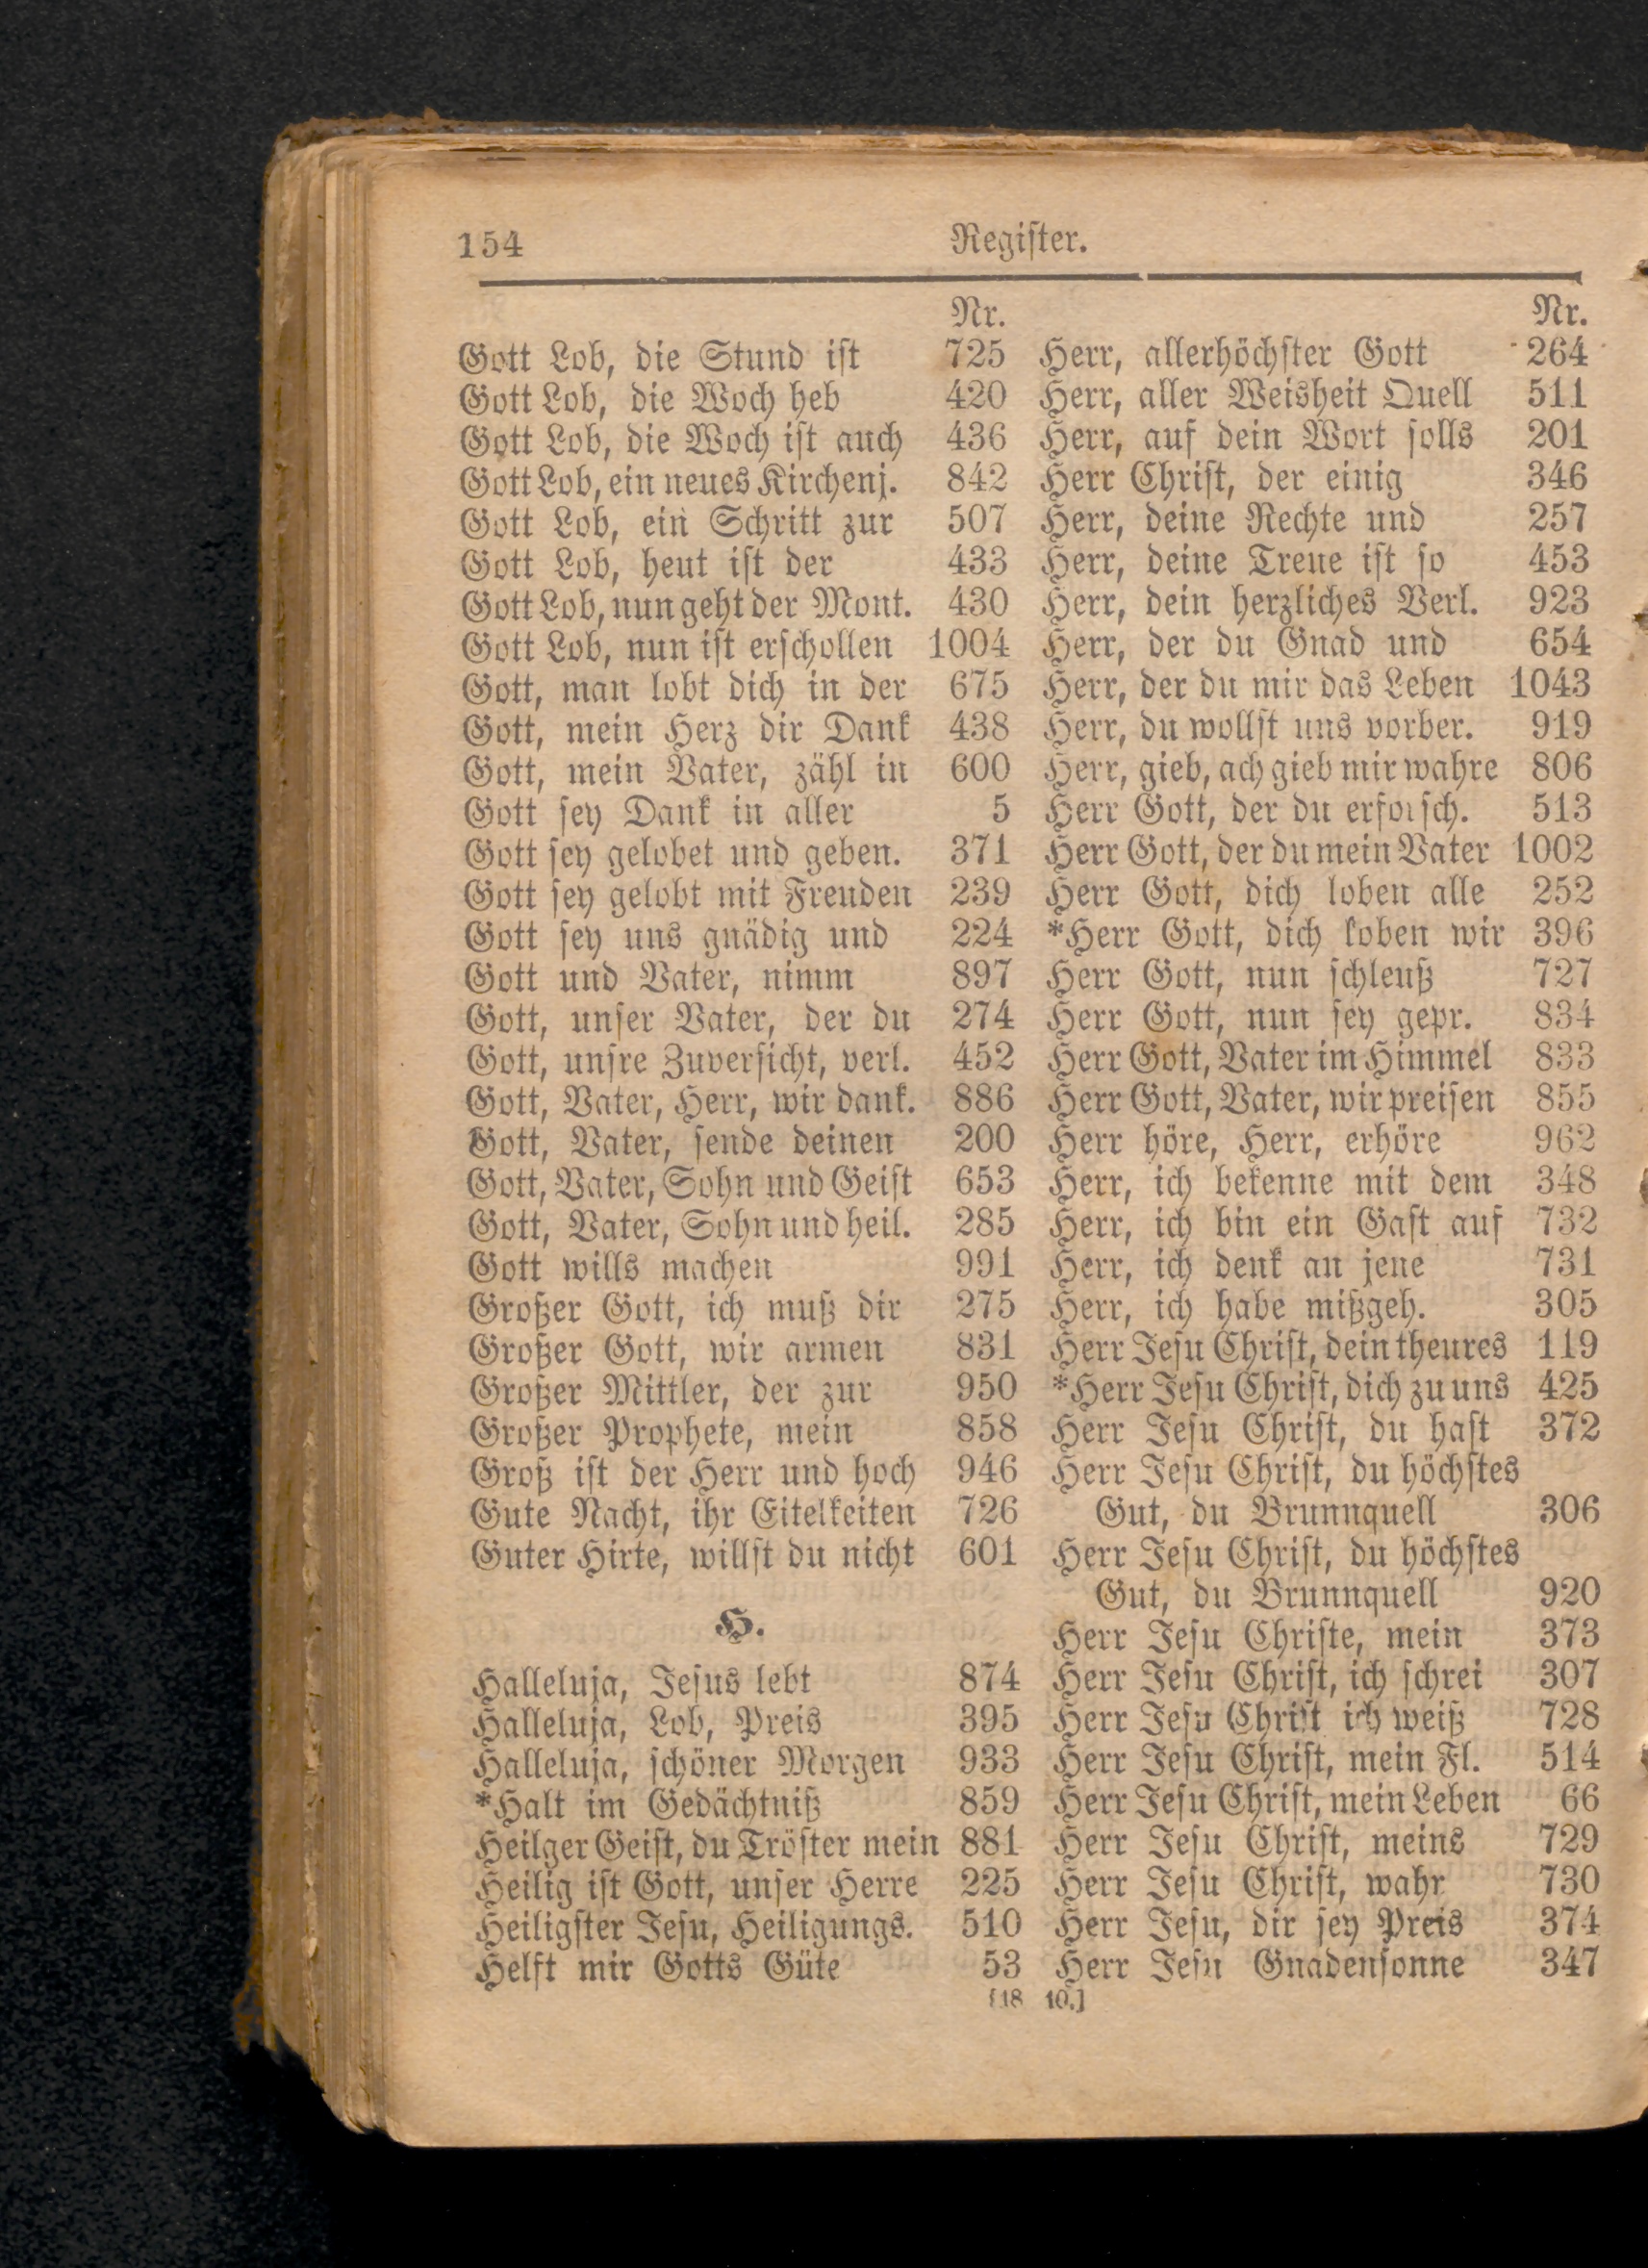 154
Register.
Nr.
Gott Lob, die Stund ist 725
Gott Lob, die Woch heb 420
Gott Lob, die Woch ist auch 436
Gott Lob, ein neues Kirchenj. 842
Gott Lob, ein Schritt zur 507
Gott Lob, heut ist der 433
Gott Lob, nun geht der Mont. 430
Gott Lob, nun ist erschollen 1004
Gott, man lobt dich in der 675
Gott, mein Herz dir Dank 438
Gott, mein Vater, zähl in 600
Gott sey Dank in aller 5
Gott sey gelobet und geben. 371
Gott sey gelobt mit Freuden 239
Gott sey uns gnädig und 224
Gott und Vater, nimm 897
Gott, unser Vater, der du 274
Gott, unsre Zuversicht, verl. 452
Gott, Vater, Herr, wir dank. 886
Gott, Vater, sende deinen 200
Gott, Vater, Sohn und Geist 653
Gott, Vater, Sohn und heil. 285
Gott wills machen 991
Großer Gott, ich muß dir 275
Großer Gott, wir armen 831
Großer Mittler, der zur 950
Großer Prophete, mein 858
Groß ist der Herr und hoch 946
Gute Nacht, ihr Eitelkeiten 726
Guter Hirte, willst du nicht 601
H.
Halleluja, Jesus lebt 874
Halleluja, Lob, Preis 395
Halleluja, schöner Morgen 933
*Halt im Gedächtniß 859
Heilger Geist, du Tröster mein 881
Heilig ist Gott, unser Herre 225
Heiligster Jesu, Heiligungs. 510
Helft mir Gotts Güte 53
Nr.
Herr, allerhöchster Gott 264
Herr, aller Weisheit Quell 511
Herr, auf dein Wort solls 201
Herr Christ, der einig 346
Herr, deine Rechte und 257
Herr, deine Treue ist so 453
Herr, dein herzliches Verl. 923
Herr, der du Gnad und 654
Herr, der du mir das Leben 1043
Herr, du wollst uns vorber. 919
Herr, gieb, ach gieb mir wahre 806
Herr Gott, der du erforsch. 513
Herr Gott, der du mein Vater 1002
Herr Gott, dich loben alle 252
*Herr Gott, dich koben wir 396
Herr Gott, nun schleuß 727
Herr Gott, nun sey gepr. 834
Herr Gott, Vater im Himmel 833
Herr Gott, Vater, wir preisen 855
Herr höre, Herr, erhöre 962
Herr, ich bekenne mit dem 348
Herr, ich bin ein Gast auf 732
Herr, ich denk an jene 731
Herr, ich habe mißgeh. 305
Herr Jesu Christ, dein theures 119
*Herr Jesu Christ, dich zu uns 425
Herr Jesu Christ, du hast 372
Herr Jesu Christ, du höchstes
Gut, du Brunnquell 306
Herr Jesu Christ, du höchstes
Gut, du Brunnquell 920
Herr Jesu Christe, mein 373
Herr Jesu Christ, ich schrei 307
Herr Jesu Christ ich weiß 728
Herr Jesu Christ, mein Fl. 514
Herr Jesu Christ, mein Leben 66
Herr Jesu Christ, meins 729
Herr Jesu Christ, wahr 730
Herr Jesu, dir sey Preis 374
Herr Jesu Gnadensonne 347
[18 10.]